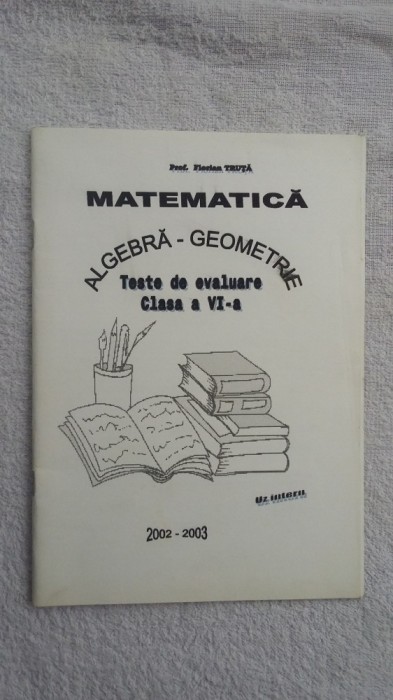 Prof. Florian TRUȚĂ
MATEMATICĂ
ALGEBRĂ - GEOMETRIE
Teste de evaluare
Clasa a VI-a
Uz intern
2002 - 2003